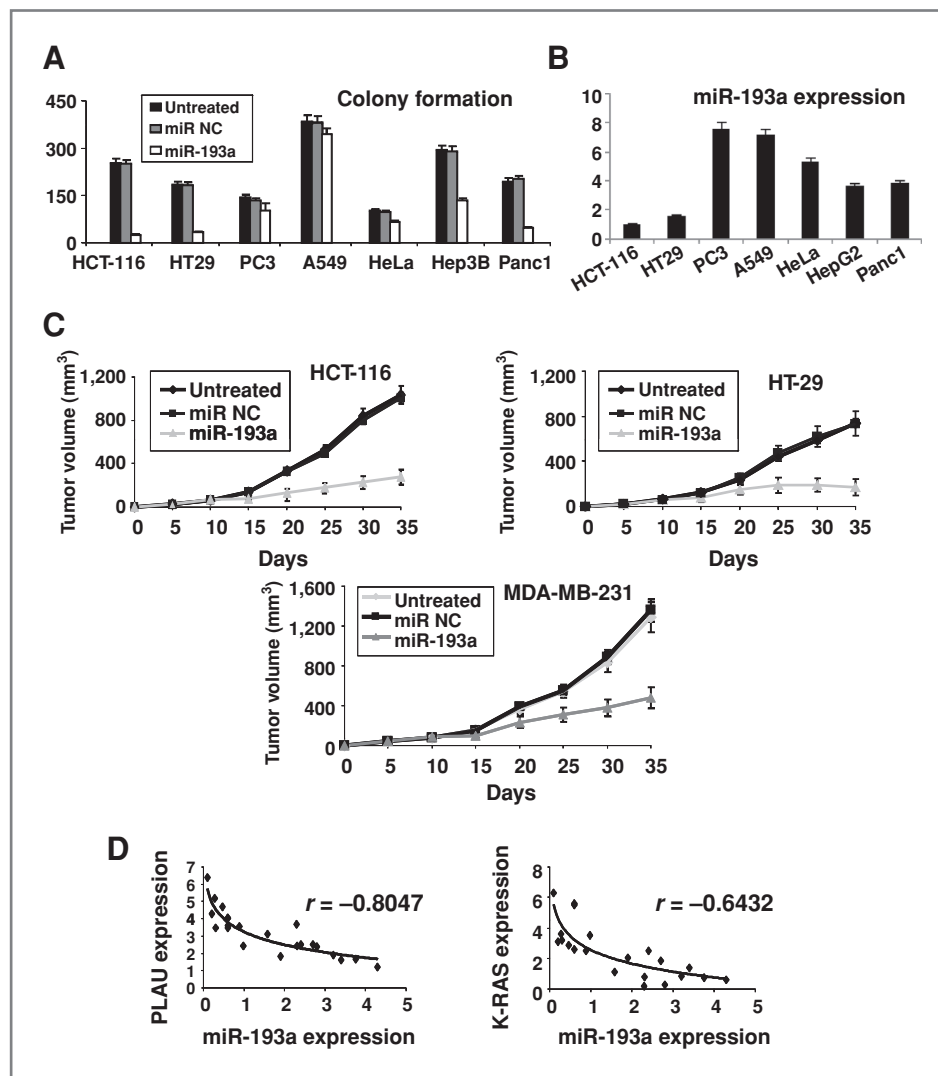 A
Colony formation
Untreated
miR NC
miR-193a
450
300
150
0
HCT-116 HT29 PC3 A549 HeLa Hep3B Panc1
B
miR-193a expression
10
8
6
4
2
0
HCT-116 HT29 PC3 A549 HeLa HepG2 Panc1
C
HCT-116
Untreated
miR NC
miR-193a
Tumor volume (mm³)
1,200
800
400
0
0 5 10 15 20 25 30 35
Days
HT-29
Untreated
miR NC
miR-193a
Tumor volume (mm³)
1,200
800
400
0
0 5 10 15 20 25 30 35
Days
MDA-MB-231
Untreated
miR NC
miR-193a
Tumor volume (mm³)
1,600
1,200
800
400
0
0 5 10 15 20 25 30 35
Days
D
PLAU expression
7
6
5
4
3
2
1
0
r = –0.8047
0 1 2 3 4 5
miR-193a expression
K-RAS expression
8
6
4
2
0
r = –0.6432
0 1 2 3 4 5
miR-193a expression